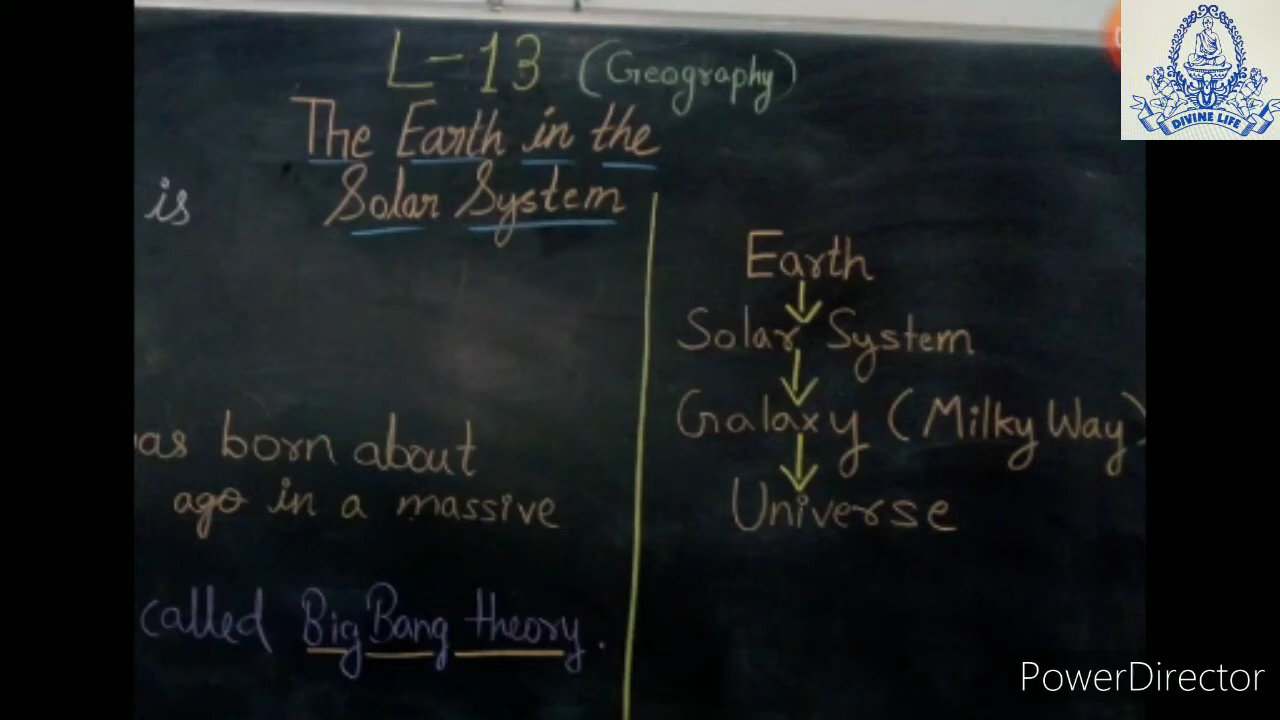 L-13 (Geography)
The Earth in the
Solar System
is
as born about
ago in a massive
called Big Bang theory.
Earth
Solar System
Galaxy (Milky Way)
Universe
DIVINE LIFE
PowerDirector